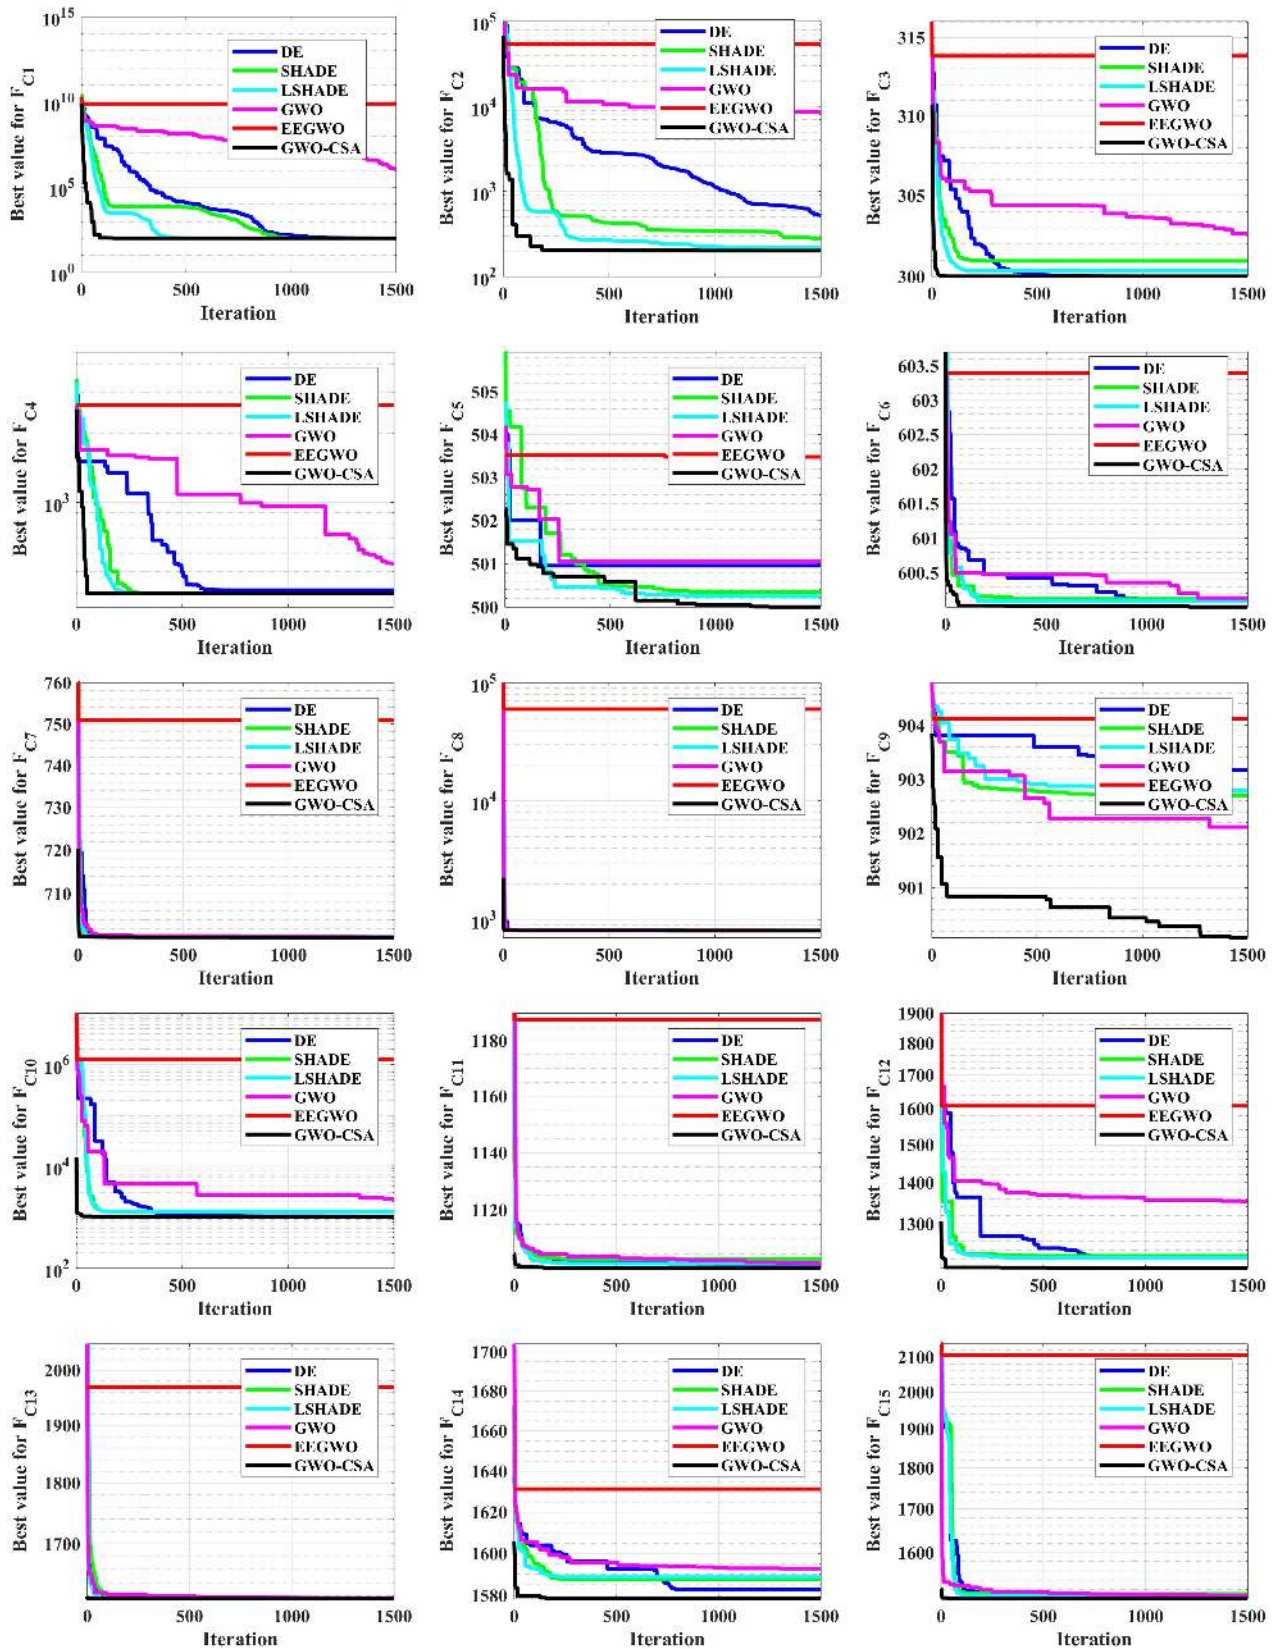 Best value for F_C1
10^15
10^10
10^5
10^0
DE
SHADE
LSHADE
GWO
EEGWO
GWO-CSA
0 500 1000 1500
Iteration
Best value for F_C2
10^5
10^4
10^3
10^2
DE
SHADE
LSHADE
GWO
EEGWO
GWO-CSA
0 500 1000 1500
Iteration
Best value for F_C3
315
310
305
300
DE
SHADE
LSHADE
GWO
EEGWO
GWO-CSA
0 500 1000 1500
Iteration
Best value for F_C4
10^3
DE
SHADE
LSHADE
GWO
EEGWO
GWO-CSA
0 500 1000 1500
Iteration
Best value for F_C5
505
504
503
502
501
500
DE
SHADE
LSHADE
GWO
EEGWO
GWO-CSA
0 500 1000 1500
Iteration
Best value for F_C6
603.5
603
602.5
602
601.5
601
600.5
DE
SHADE
LSHADE
GWO
EEGWO
GWO-CSA
0 500 1000 1500
Iteration
Best value for F_C7
760
750
740
730
720
710
DE
SHADE
LSHADE
GWO
EEGWO
GWO-CSA
0 500 1000 1500
Iteration
Best value for F_C8
10^5
10^4
10^3
DE
SHADE
LSHADE
GWO
EEGWO
GWO-CSA
0 500 1000 1500
Iteration
Best value for F_C9
904
903
902
901
DE
SHADE
LSHADE
GWO
EEGWO
GWO-CSA
0 500 1000 1500
Iteration
Best value for F_C10
10^6
10^4
10^2
DE
SHADE
LSHADE
GWO
EEGWO
GWO-CSA
0 500 1000 1500
Iteration
Best value for F_C11
1180
1160
1140
1120
DE
SHADE
LSHADE
GWO
EEGWO
GWO-CSA
0 500 1000 1500
Iteration
Best value for F_C12
1900
1800
1700
1600
1500
1400
1300
DE
SHADE
LSHADE
GWO
EEGWO
GWO-CSA
0 500 1000 1500
Iteration
Best value for F_C13
2000
1900
1800
1700
DE
SHADE
LSHADE
GWO
EEGWO
GWO-CSA
0 500 1000 1500
Iteration
Best value for F_C14
1700
1680
1660
1640
1620
1600
1580
DE
SHADE
LSHADE
GWO
EEGWO
GWO-CSA
0 500 1000 1500
Iteration
Best value for F_C15
2100
2000
1900
1800
1700
1600
DE
SHADE
LSHADE
GWO
EEGWO
GWO-CSA
0 500 1000 1500
Iteration